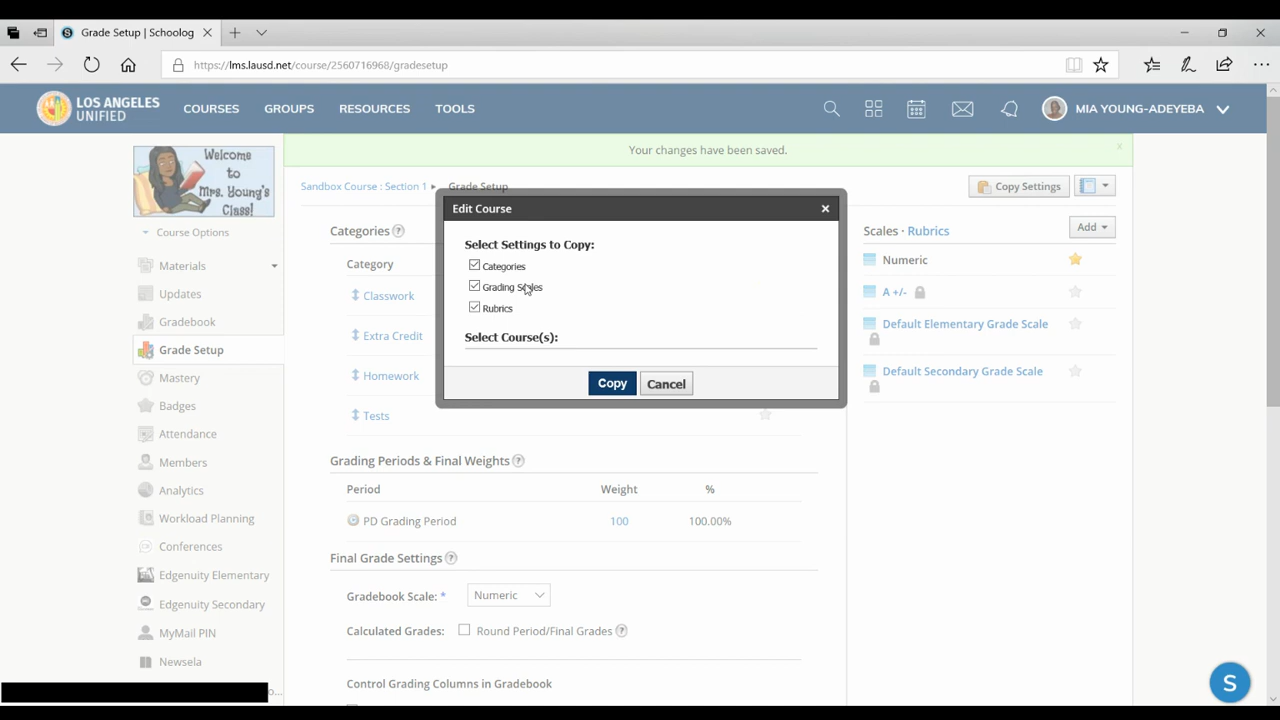 Grade Setup | Schoolog
https://lms.lausd.net/course/2560716968/gradesetup
LOS ANGELES
UNIFIED
COURSES
GROUPS
RESOURCES
TOOLS
MIA YOUNG-ADEYEBA
Welcome
to
Mrs. Young's
Class!
Course Options
Materials
Updates
Gradebook
Grade Setup
Mastery
Badges
Attendance
Members
Analytics
Workload Planning
Conferences
Edgenuity Elementary
Edgenuity Secondary
MyMail PIN
Newsela
o...
Your changes have been saved.
x
Sandbox Course : Section 1
Grade Setup
Copy Settings
Categories ?
Category
Classwork
Extra Credit
Homework
Tests
Edit Course
×
Select Settings to Copy:
Categories
Grading Scales
Rubrics
Select Course(s):
Copy
Cancel
Grading Periods & Final Weights ?
Period Weight %
PD Grading Period 100 100.00%
Final Grade Settings ?
Gradebook Scale: * Numeric
Calculated Grades: Round Period/Final Grades ?
Control Grading Columns in Gradebook
Scales · Rubrics
Add
Numeric
A +/-
Default Elementary Grade Scale
Default Secondary Grade Scale
S